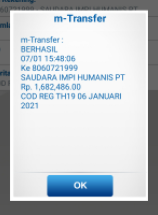 m-Transfer
m-Transfer :
BERHASIL
07/01 15:48:06
Ke 8060721999
SAUDARA IMPI HUMANIS PT
Rp. 1,682,486.00
COD REG TH19 06 JANUARI
2021
OK